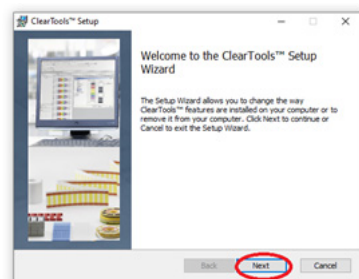 ClearTools™ Setup
Welcome to the ClearTools™ Setup
Wizard
The Setup Wizard allows you to change the way
ClearTools™ features are installed on your computer or to
remove it from your computer. Click Next to continue or
Cancel to exit the Setup Wizard.
Back Next Cancel